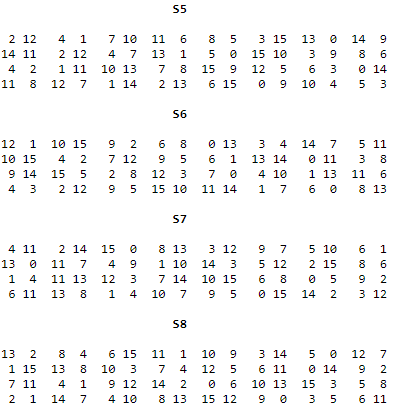 S5
2 12 4 1 7 10 11 6 8 5 3 15 13 0 14 9
14 11 2 12 4 7 13 1 5 0 15 10 3 9 8 6
4 2 1 11 10 13 7 8 15 9 12 5 6 3 0 14
11 8 12 7 1 14 2 13 6 15 0 9 10 4 5 3
S6
12 1 10 15 9 2 6 8 0 13 3 4 14 7 5 11
10 15 4 2 7 12 9 5 6 1 13 14 0 11 3 8
9 14 15 5 2 8 12 3 7 0 4 10 1 13 11 6
4 3 2 12 9 5 15 10 11 14 1 7 6 0 8 13
S7
4 11 2 14 15 0 8 13 3 12 9 7 5 10 6 1
13 0 11 7 4 9 1 10 14 3 5 12 2 15 8 6
1 4 11 13 12 3 7 14 10 15 6 8 0 5 9 2
6 11 13 8 1 4 10 7 9 5 0 15 14 2 3 12
S8
13 2 8 4 6 15 11 1 10 9 3 14 5 0 12 7
1 15 13 8 10 3 7 4 12 5 6 11 0 14 9 2
7 11 4 1 9 12 14 2 0 6 10 13 15 3 5 8
2 1 14 7 4 10 8 13 15 12 9 0 3 5 6 11